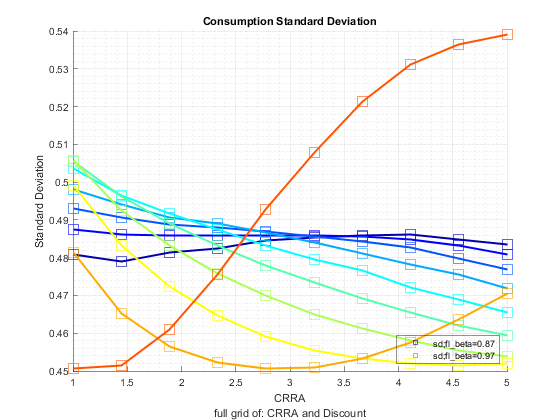 Consumption Standard Deviation
0.54
0.53
0.52
0.51
0.5
0.49
0.48
0.47
0.46
0.45
Standard Deviation
sd;fl_beta=0.87
sd;fl_beta=0.97
1 1.5 2 2.5 3 3.5 4 4.5 5
CRRA
full grid of: CRRA and Discount